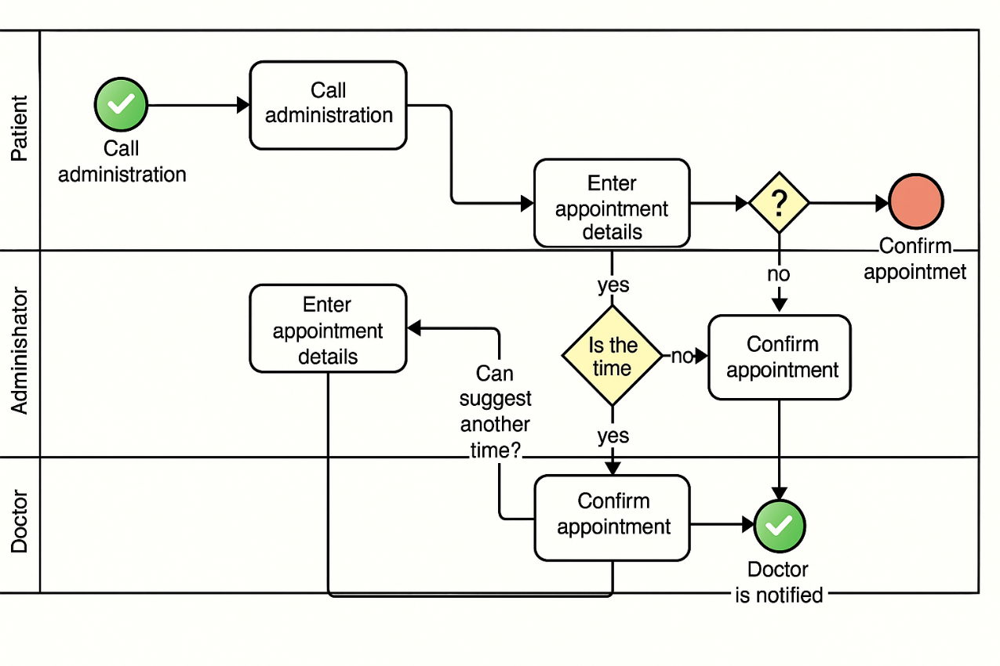 Patient
Call
administration
Call
administration
Enter
appointment
details
?
Confirm
appointmet
Administrator
Enter
appointment
details
Can
suggest
another
time?
yes
Is the
time
no
yes
no
Confirm
appointment
Doctor
Confirm
appointment
Doctor
is notified